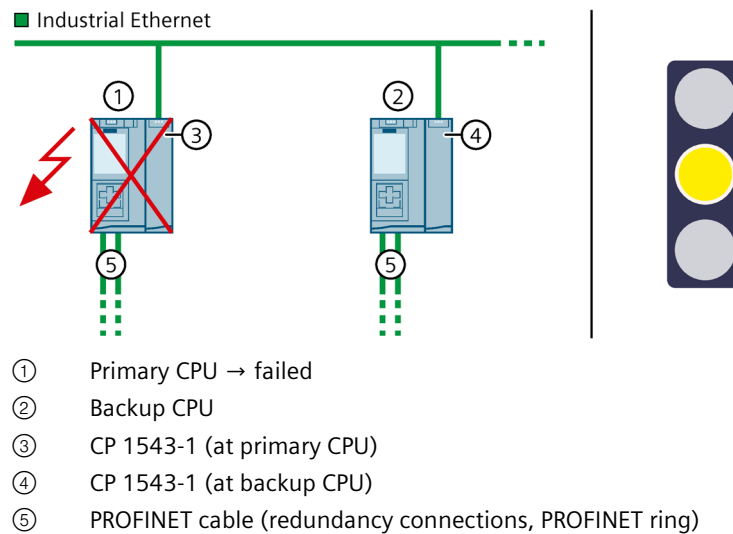 Industrial Ethernet
1 2
3 4
5 5
① Primary CPU → failed
② Backup CPU
③ CP 1543-1 (at primary CPU)
④ CP 1543-1 (at backup CPU)
⑤ PROFINET cable (redundancy connections, PROFINET ring)